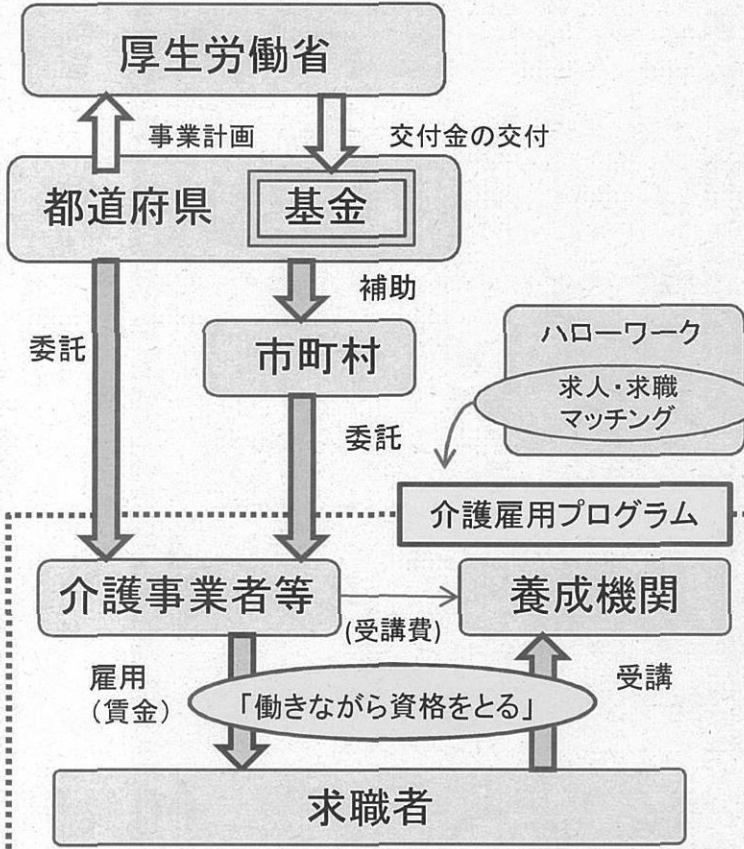 厚生労働省
事業計画
交付金の交付
都道府県
基金
補助
委託
市町村
ハローワーク
求人・求職
マッチング
委託
介護雇用プログラム
介護事業者等
(受講費)
養成機関
雇用
（賃金）
「働きながら資格をとる」
受講
求職者